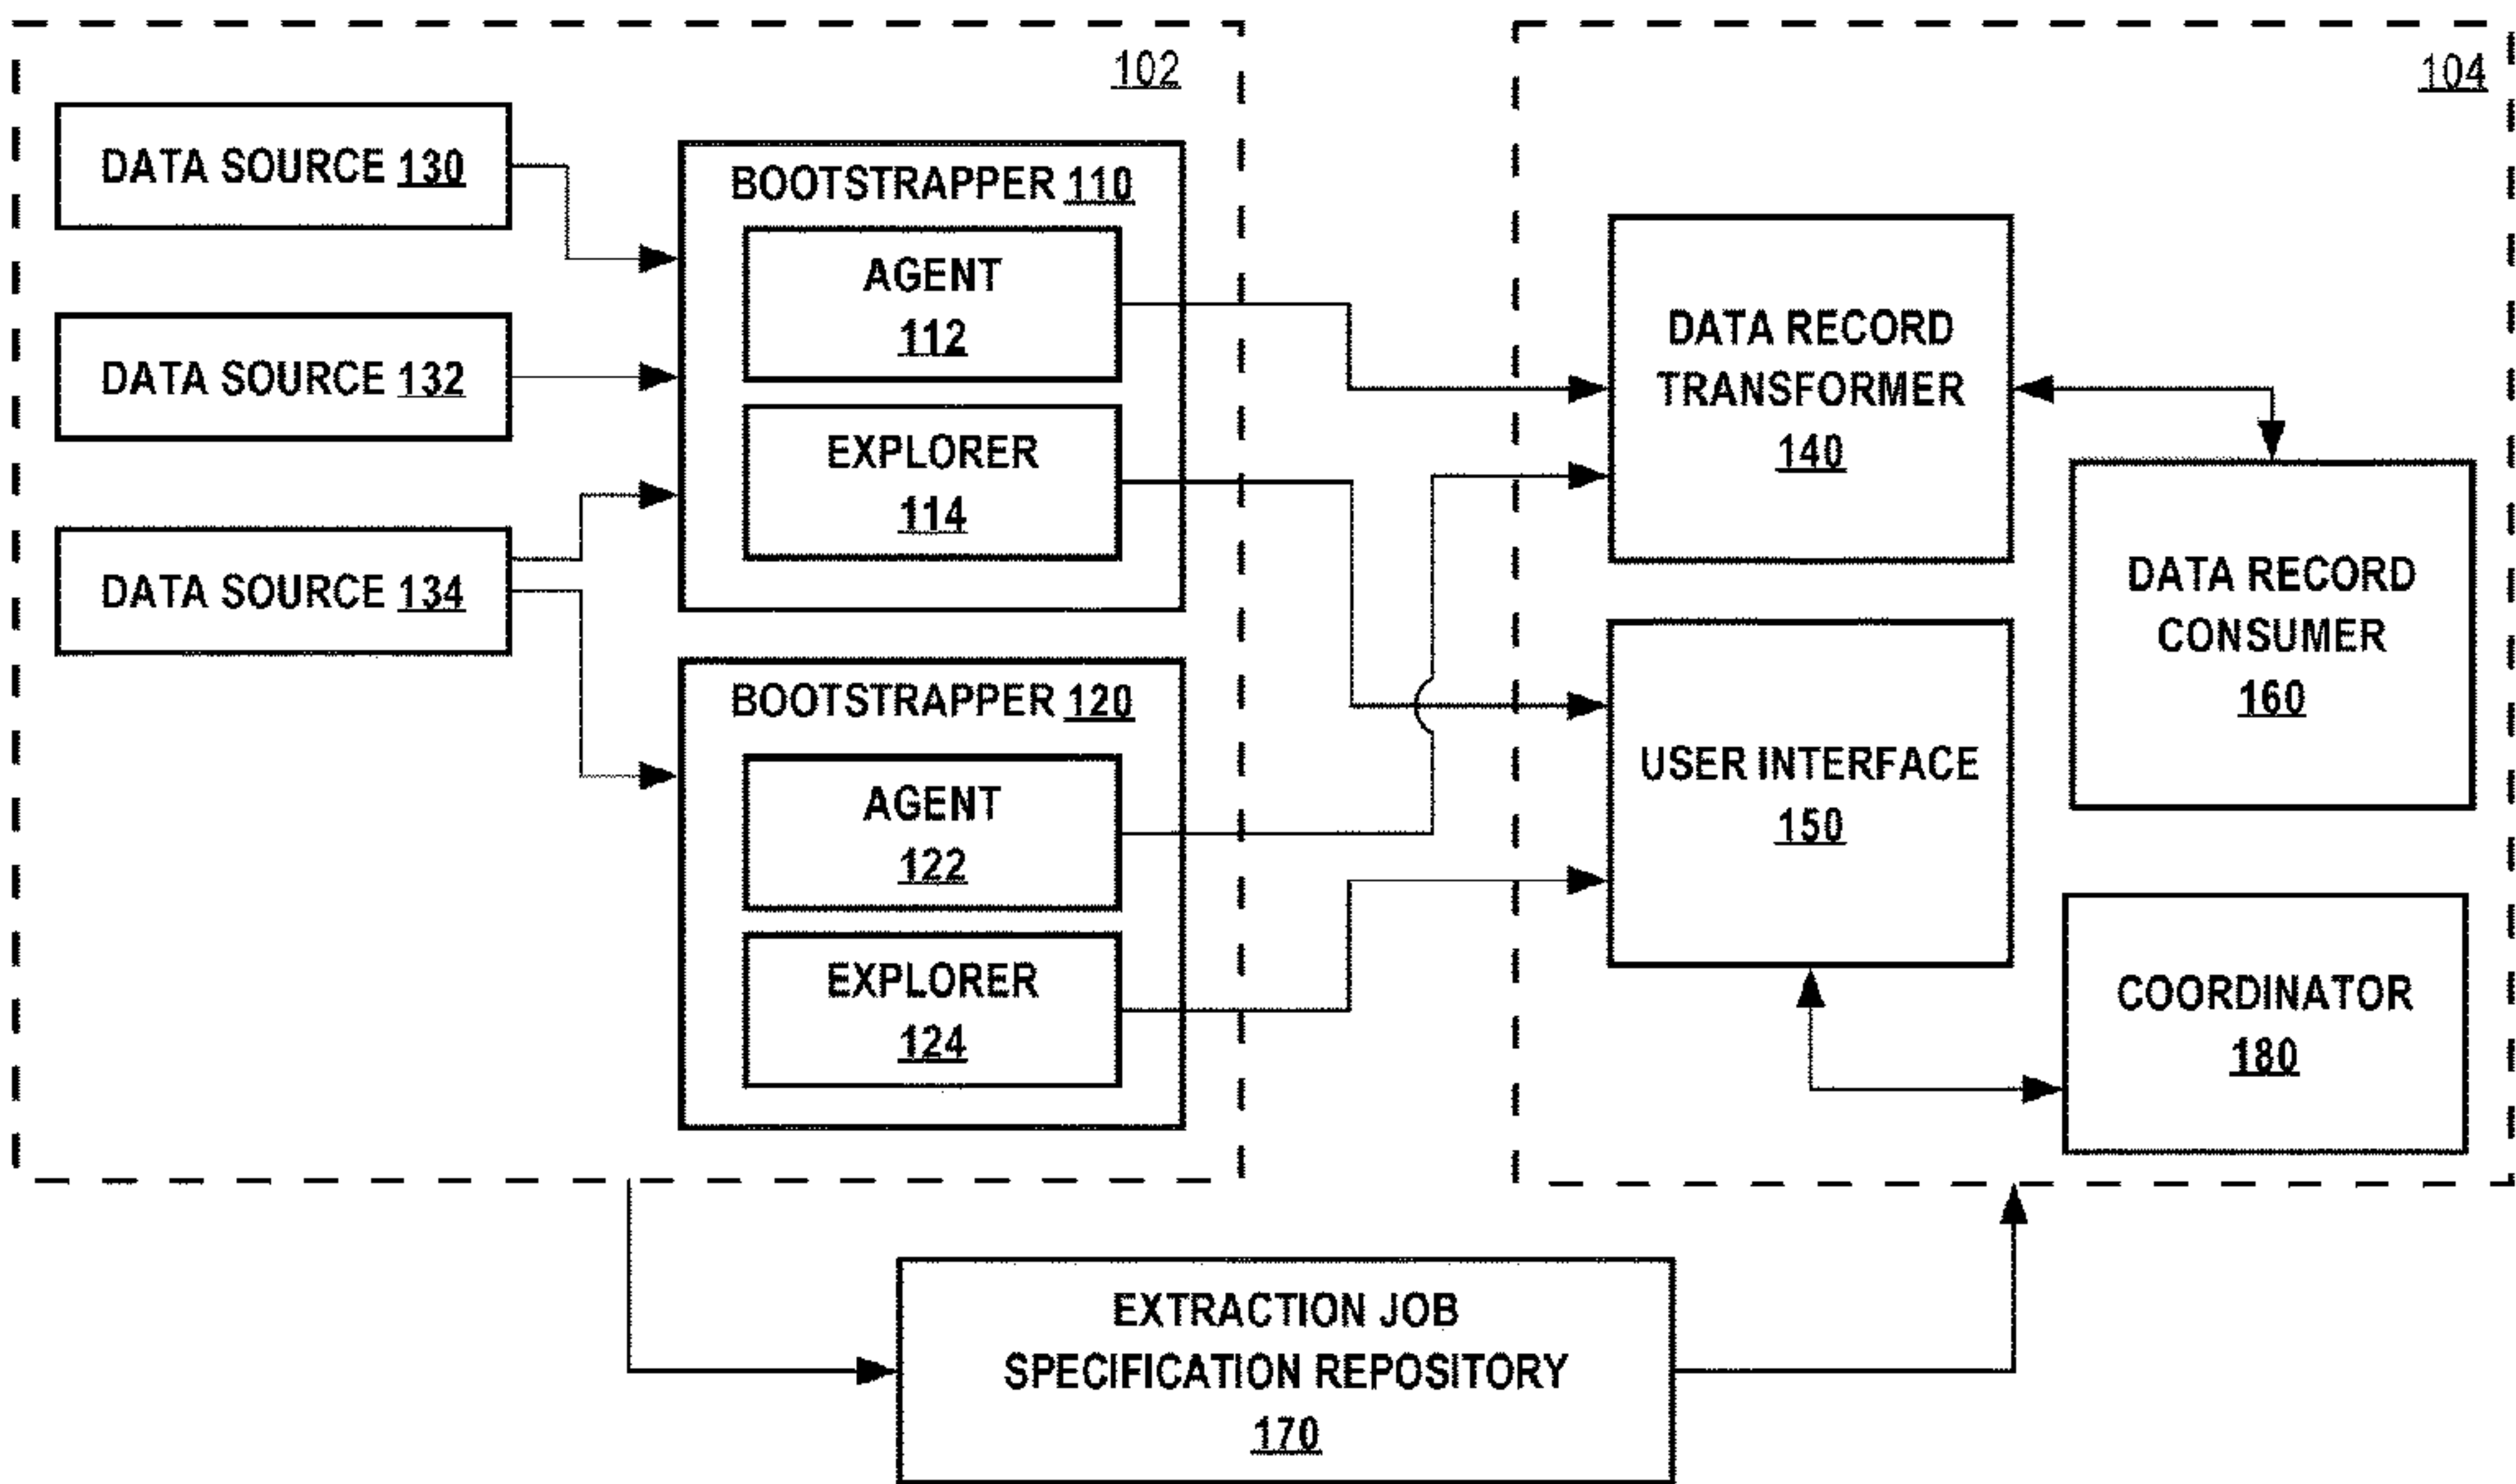 102
DATA SOURCE 130
DATA SOURCE 132
DATA SOURCE 134
BOOTSTRAPPER 110
AGENT
112
EXPLORER
114
BOOTSTRAPPER 120
AGENT
122
EXPLORER
124
104
DATA RECORD
TRANSFORMER
140
USER INTERFACE
150
DATA RECORD
CONSUMER
160
COORDINATOR
180
EXTRACTION JOB
SPECIFICATION REPOSITORY
170